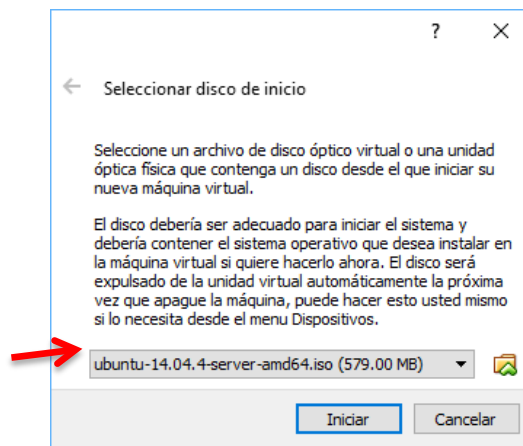 ?
Seleccionar disco de inicio
Seleccione un archivo de disco óptico virtual o una unidad
óptica física que contenga un disco desde el que iniciar su
nueva máquina virtual.
El disco debería ser adecuado para iniciar el sistema y
debería contener el sistema operativo que desea instalar en
la máquina virtual si quiere hacerlo ahora. El disco será
expulsado de la unidad virtual automáticamente la próxima
vez que apague la máquina, puede hacer esto usted mismo
si lo necesita desde el menu Dispositivos.
ubuntu-14.04.4-server-amd64.iso (579.00 MB)
Iniciar Cancelar